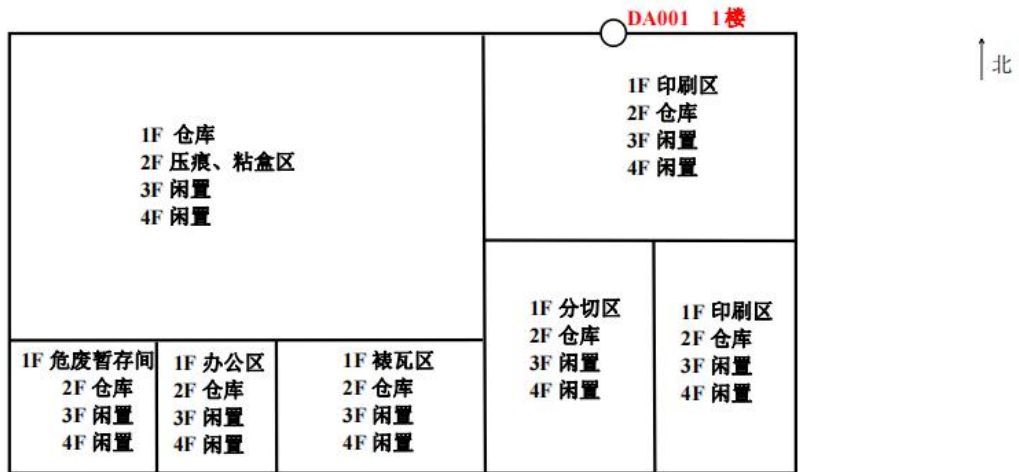 DA001 1楼
北
1F 仓库
2F 压痕、粘盒区
3F 闲置
4F 闲置
1F 印刷区
2F 仓库
3F 闲置
4F 闲置
1F 分切区
2F 仓库
3F 闲置
4F 闲置
1F 印刷区
2F 仓库
3F 闲置
4F 闲置
1F 危废暂存间
2F 仓库
3F 闲置
4F 闲置
1F 办公区
2F 仓库
3F 闲置
4F 闲置
1F 裱瓦区
2F 仓库
3F 闲置
4F 闲置